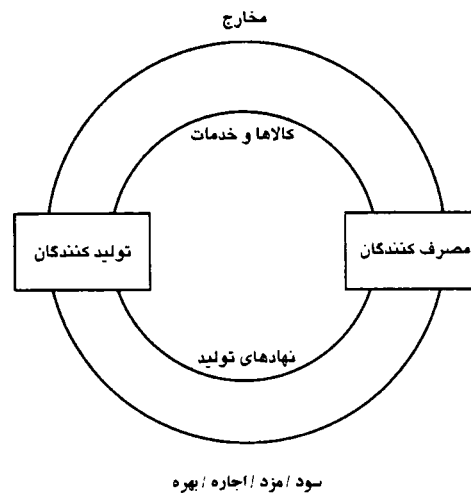 مخارج
کالاها و خدمات
مصرف کنندگان
تولید کنندگان
نهادهای تولید
سود / مزد / اجاره / بهره